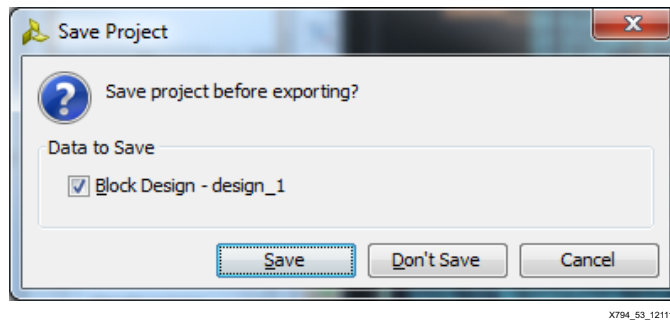 Save Project
Save project before exporting?
Data to Save
Block Design - design_1
Save
Don't Save
Cancel
X794_53_1211